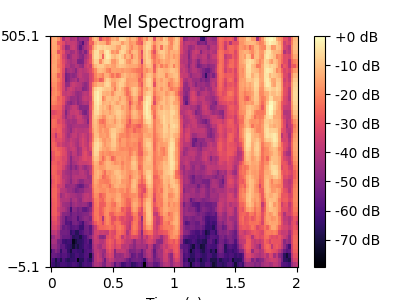 Mel Spectrogram
505.1
−5.1
0
0.5
1
1.5
2
+0 dB
-10 dB
-20 dB
-30 dB
-40 dB
-50 dB
-60 dB
-70 dB